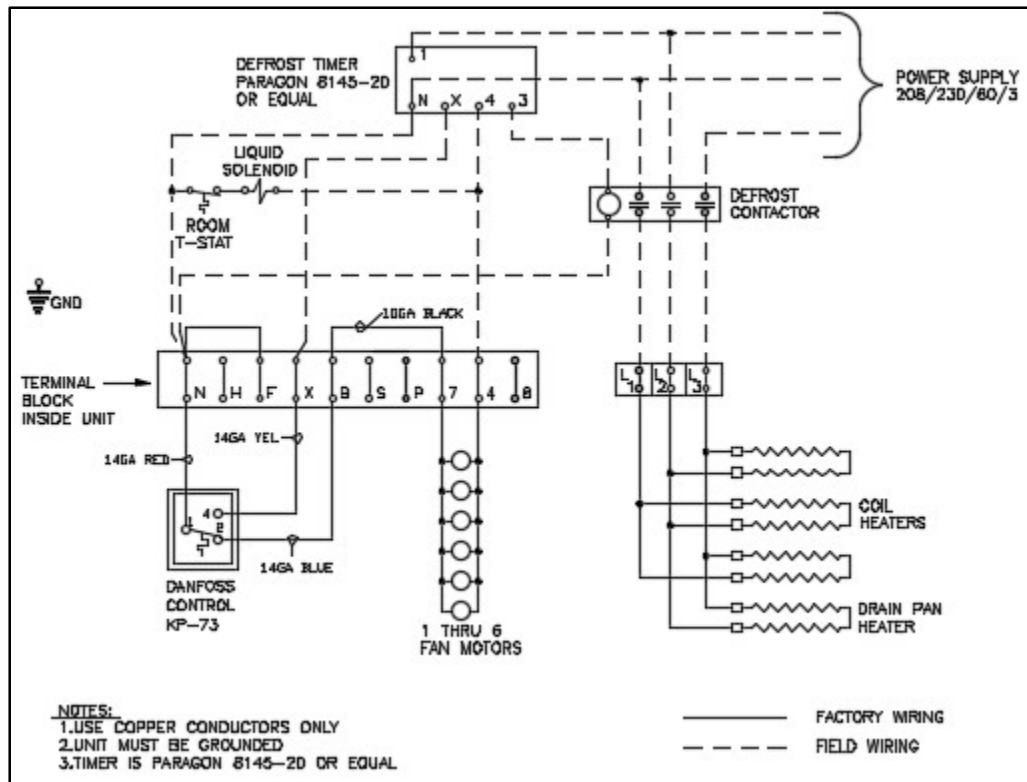 DEFROST TIMER
PARAGON 8145-2D
OR EQUAL
1
N X 4 3
POWER SUPPLY
208/230/60/3
LIQUID
SOLENOID
ROOM
T-STAT
DEFROST
CONTACTOR
GND
10GA BLACK
TERMINAL
BLOCK
INSIDE UNIT
N H F X B S P 7 4 8
L1 L2 L3
14GA YEL
14GA RED
4
1 2
14GA BLUE
DANFOSS
CONTROL
KP-73
1 THRU 6
FAN MOTORS
COIL
HEATERS
DRAIN PAN
HEATER
NOTES:
1.USE COPPER CONDUCTORS ONLY
2.UNIT MUST BE GROUNDED
3.TIMER IS PARAGON 8145-2D OR EQUAL
FACTORY WIRING
FIELD WIRING